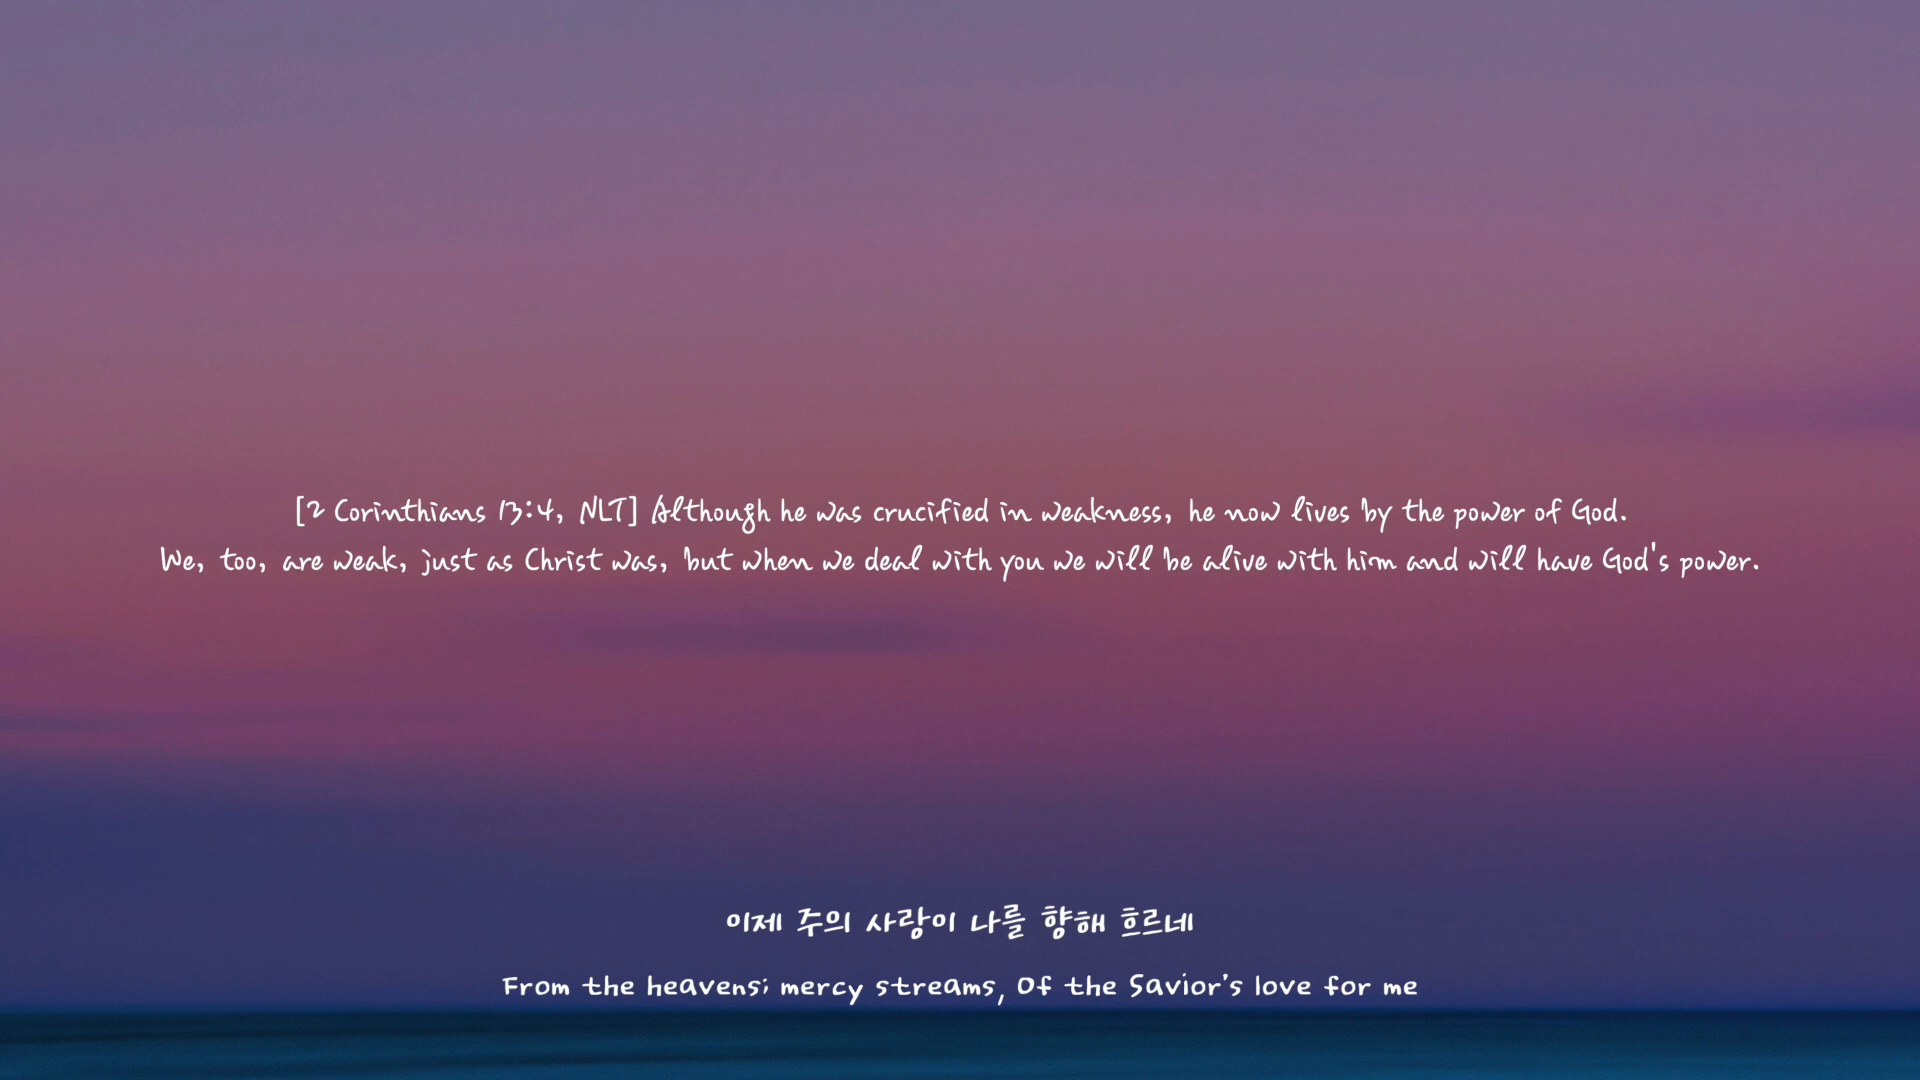 [2 Corinthians 13:4, NLT] Although he was crucified in weakness, he now lives by the power of God.
We, too, are weak, just as Christ was, but when we deal with you we will be alive with him and will have God's power.
이제 주의 사랑이 나를 향해 흐르네
From the heavens; mercy streams, Of the Savior's love for me